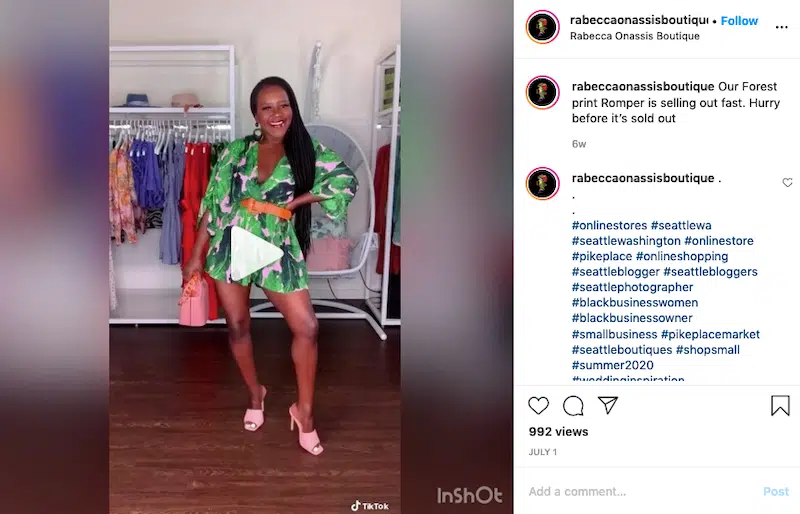 rabeccaonassisboutiqu • Follow
Rabecca Onassis Boutique
...
rabeccaonassisboutique Our Forest
print Romper is selling out fast. Hurry
before it's sold out
6w
rabeccaonassisboutique .
.
.
#onlinestores #seattlewa
#seattlewashington #onlinestore
#pikeplace #onlineshopping
#seattleblogger #seattlebloggers
#seattlephotographer
#blackbusinesswomen
#blackbusinessowner
#smallbusiness #pikeplacemarket
#seattleboutiques #shopsmall
#summer2020
#weddinginspiration
992 views
JULY 1
Add a comment...
Post
InShOt
TikTok